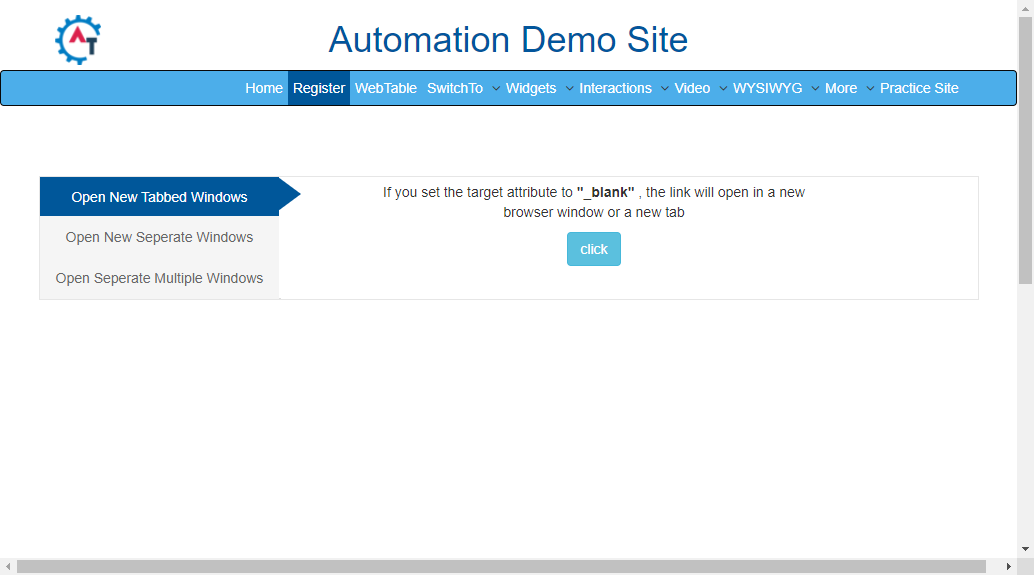 AT
Automation Demo Site
Home Register WebTable SwitchTo Widgets Interactions Video WYSIWYG More Practice Site
Open New Tabbed Windows
Open New Seperate Windows
Open Seperate Multiple Windows
If you set the target attribute to "_blank" , the link will open in a new
browser window or a new tab
click